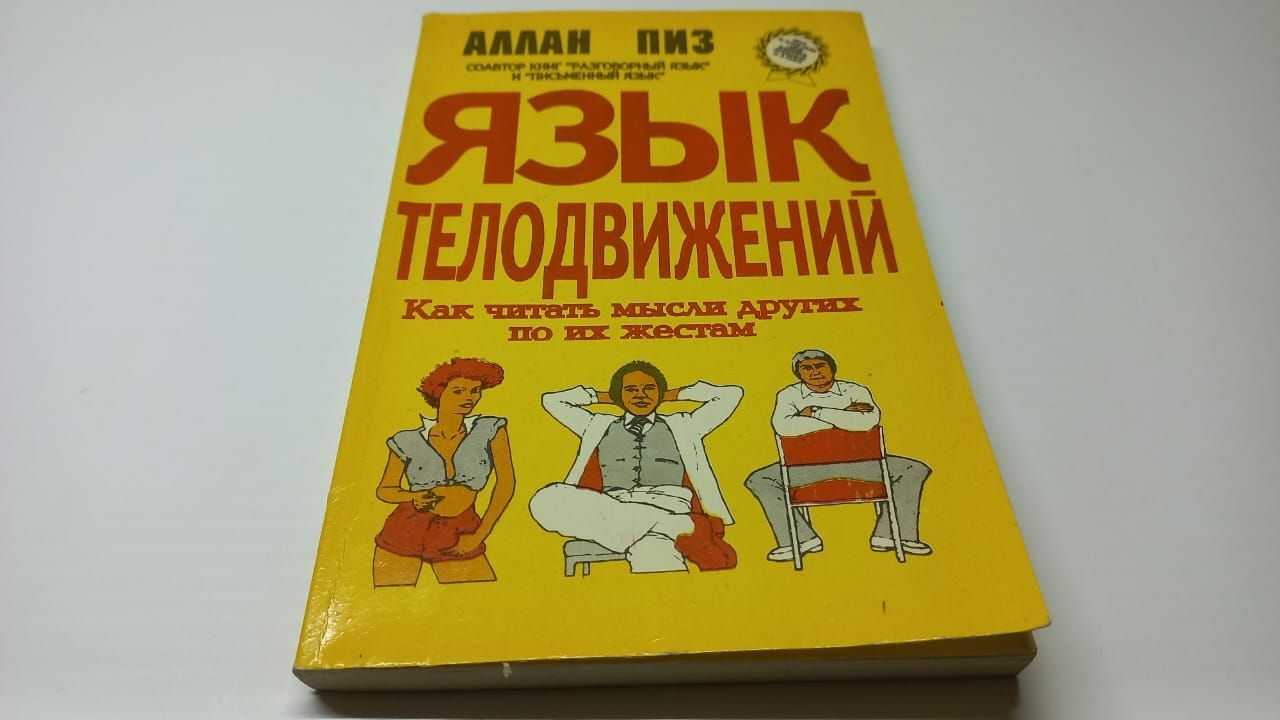 АЛЛАН ПИЗ
СОАВТОР КНИГ "РАЗГОВОРНЫЙ ЯЗЫК"
И "ПИСЬМЕННЫЙ ЯЗЫК"
ЯЗЫК
ТЕЛОДВИЖЕНИЙ
Как читать мысли других
по их жестам